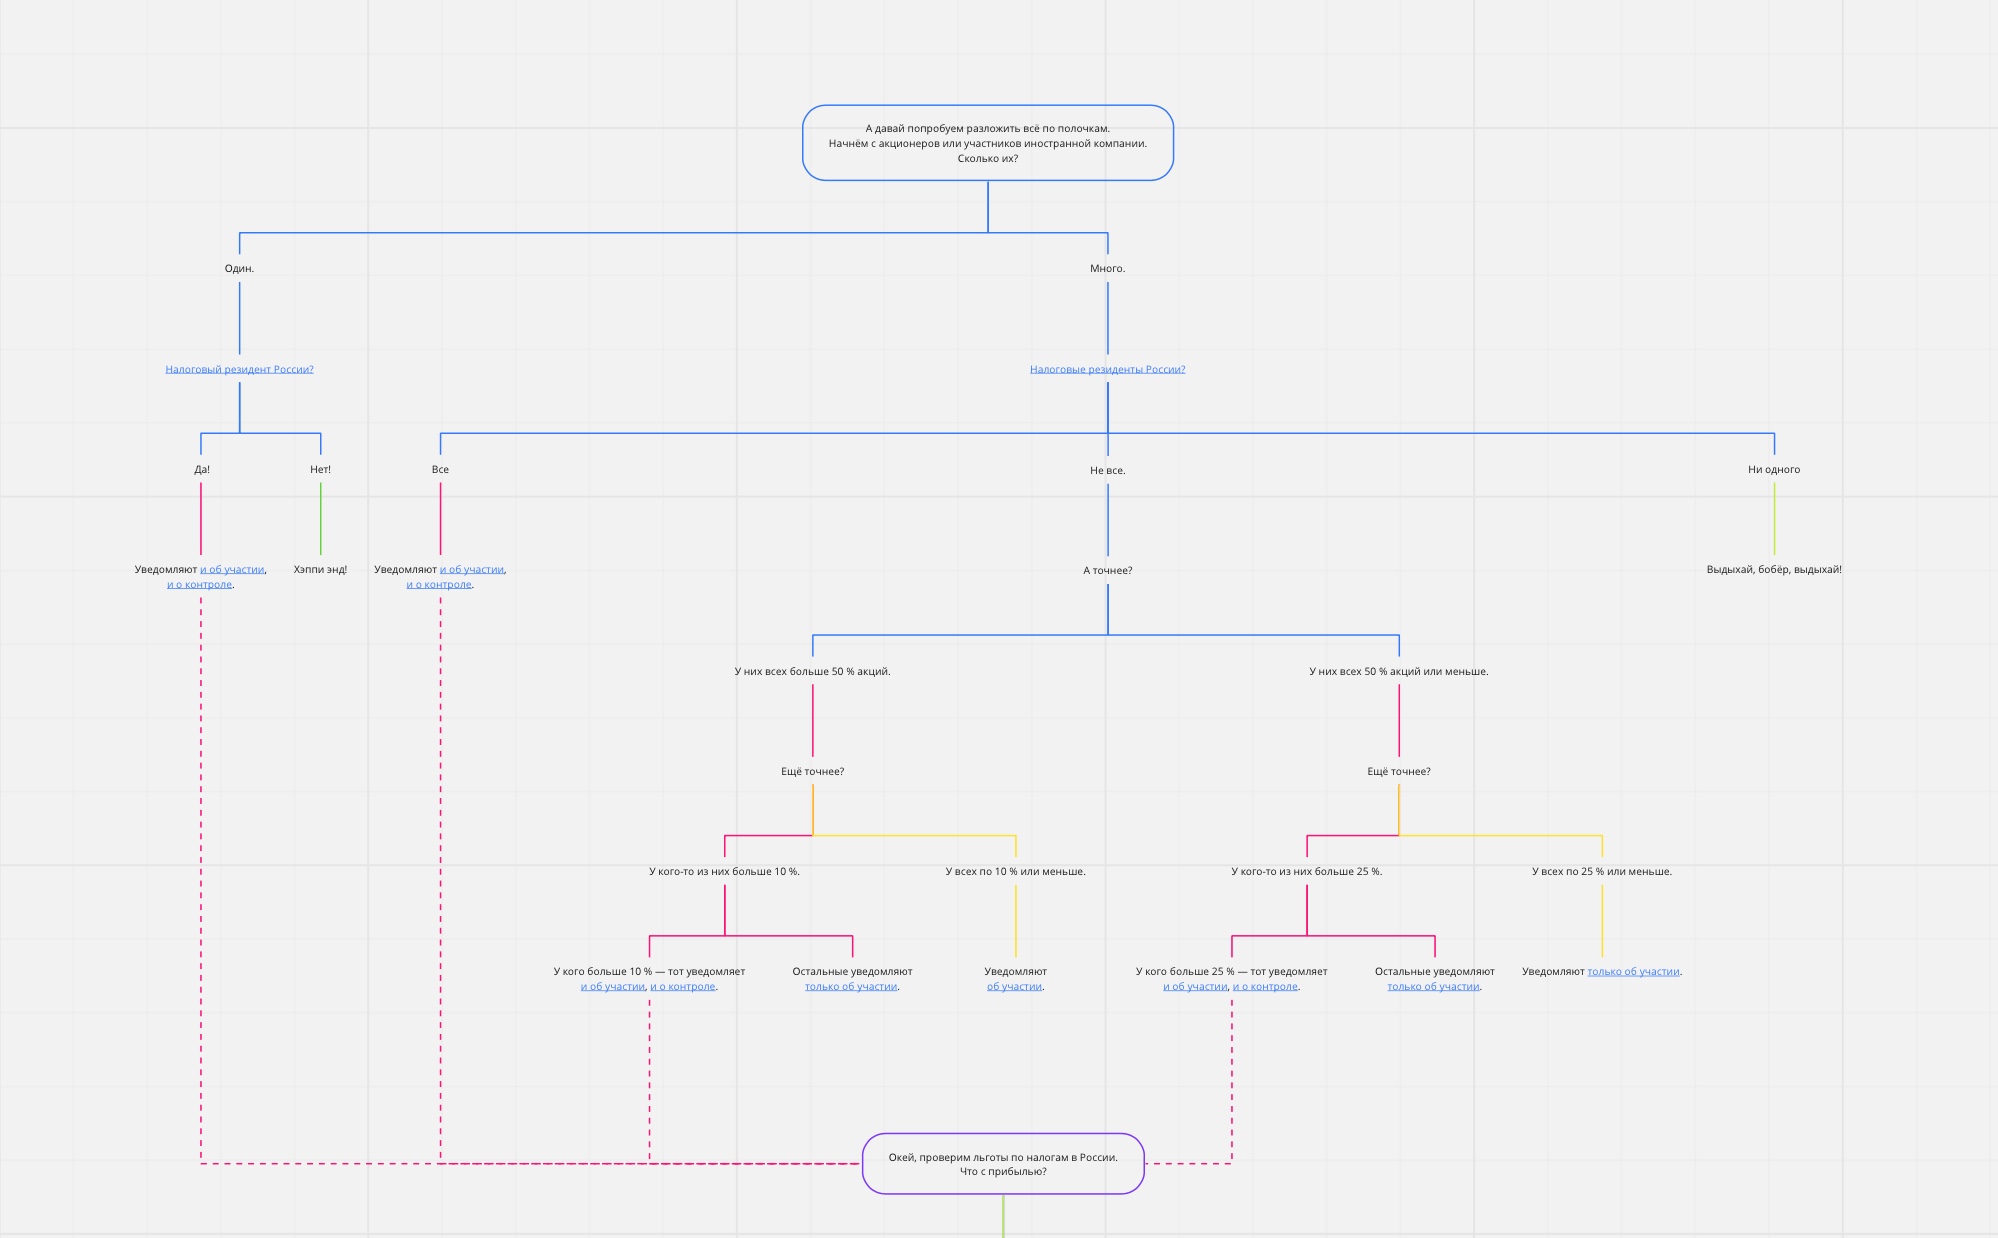 А давай попробуем разложить всё по полочкам.
Начнём с акционеров или участников иностранной компании.
Сколько их?
Один.
Много.
Налоговый резидент России?
Налоговые резиденты России?
Да!
Нет!
Все
Не все.
Ни одного
Уведомляют и об участии,
и о контроле.
Хэппи энд!
Уведомляют и об участии,
и о контроле.
А точнее?
Выдыхай, бобёр, выдыхай!
У них всех больше 50 % акций.
У них всех 50 % акций или меньше.
Ещё точнее?
Ещё точнее?
У кого-то из них больше 10 %.
У всех по 10 % или меньше.
У кого-то из них больше 25 %.
У всех по 25 % или меньше.
У кого больше 10 % — тот уведомляет
и об участии, и о контроле.
Остальные уведомляют
только об участии.
Уведомляют
об участии.
У кого больше 25 % — тот уведомляет
и об участии, и о контроле.
Остальные уведомляют
только об участии.
Уведомляют только об участии.
Окей, проверим льготы по налогам в России.
Что с прибылью?